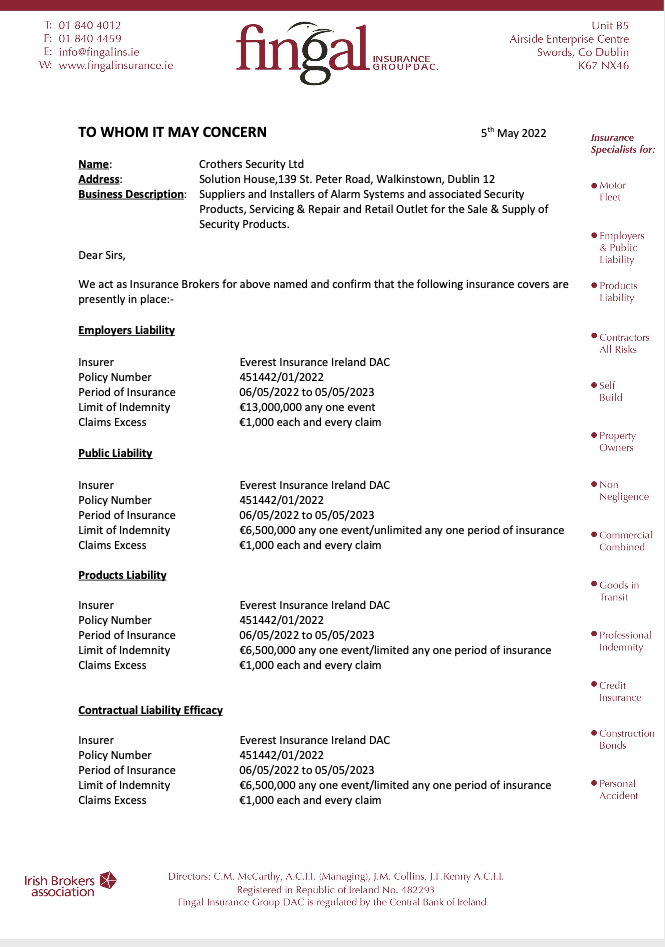 T: 01 840 4012
F: 01 840 4459
E: info@fingalins.ie
W: www.fingalinsurance.ie
fingal
INSURANCE
GROUP DAC.
Unit B5
Airside Enterprise Centre
Swords, Co Dublin
K67 NX46
TO WHOM IT MAY CONCERN 5th May 2022
Name: Crothers Security Ltd
Address: Solution House,139 St. Peter Road, Walkinstown, Dublin 12
Business Description: Suppliers and Installers of Alarm Systems and associated Security
Products, Servicing & Repair and Retail Outlet for the Sale & Supply of
Security Products.
Dear Sirs,
We act as Insurance Brokers for above named and confirm that the following insurance covers are
presently in place:-
Employers Liability
Insurer Everest Insurance Ireland DAC
Policy Number 451442/01/2022
Period of Insurance 06/05/2022 to 05/05/2023
Limit of Indemnity €13,000,000 any one event
Claims Excess €1,000 each and every claim
Public Liability
Insurer Everest Insurance Ireland DAC
Policy Number 451442/01/2022
Period of Insurance 06/05/2022 to 05/05/2023
Limit of Indemnity €6,500,000 any one event/unlimited any one period of insurance
Claims Excess €1,000 each and every claim
Products Liability
Insurer Everest Insurance Ireland DAC
Policy Number 451442/01/2022
Period of Insurance 06/05/2022 to 05/05/2023
Limit of Indemnity €6,500,000 any one event/limited any one period of insurance
Claims Excess €1,000 each and every claim
Contractual Liability Efficacy
Insurer Everest Insurance Ireland DAC
Policy Number 451442/01/2022
Period of Insurance 06/05/2022 to 05/05/2023
Limit of Indemnity €6,500,000 any one event/limited any one period of insurance
Claims Excess €1,000 each and every claim
Insurance
Specialists for:
Motor
Fleet
Employers
& Public
Liability
Products
Liability
Contractors
All Risks
Self
Build
Property
Owners
Non
Negligence
Commercial
Combined
Goods in
Transit
Professional
Indemnity
Credit
Insurance
Construction
Bonds
Personal
Accident
Irish Brokers
association
Directors: C.M. McCarthy, A.C.I.I. (Managing), J.M. Collins, J.F.Kenny A.C.I.I.
Registered in Republic of Ireland No. 482293
Fingal Insurance Group DAC is regulated by the Central Bank of Ireland